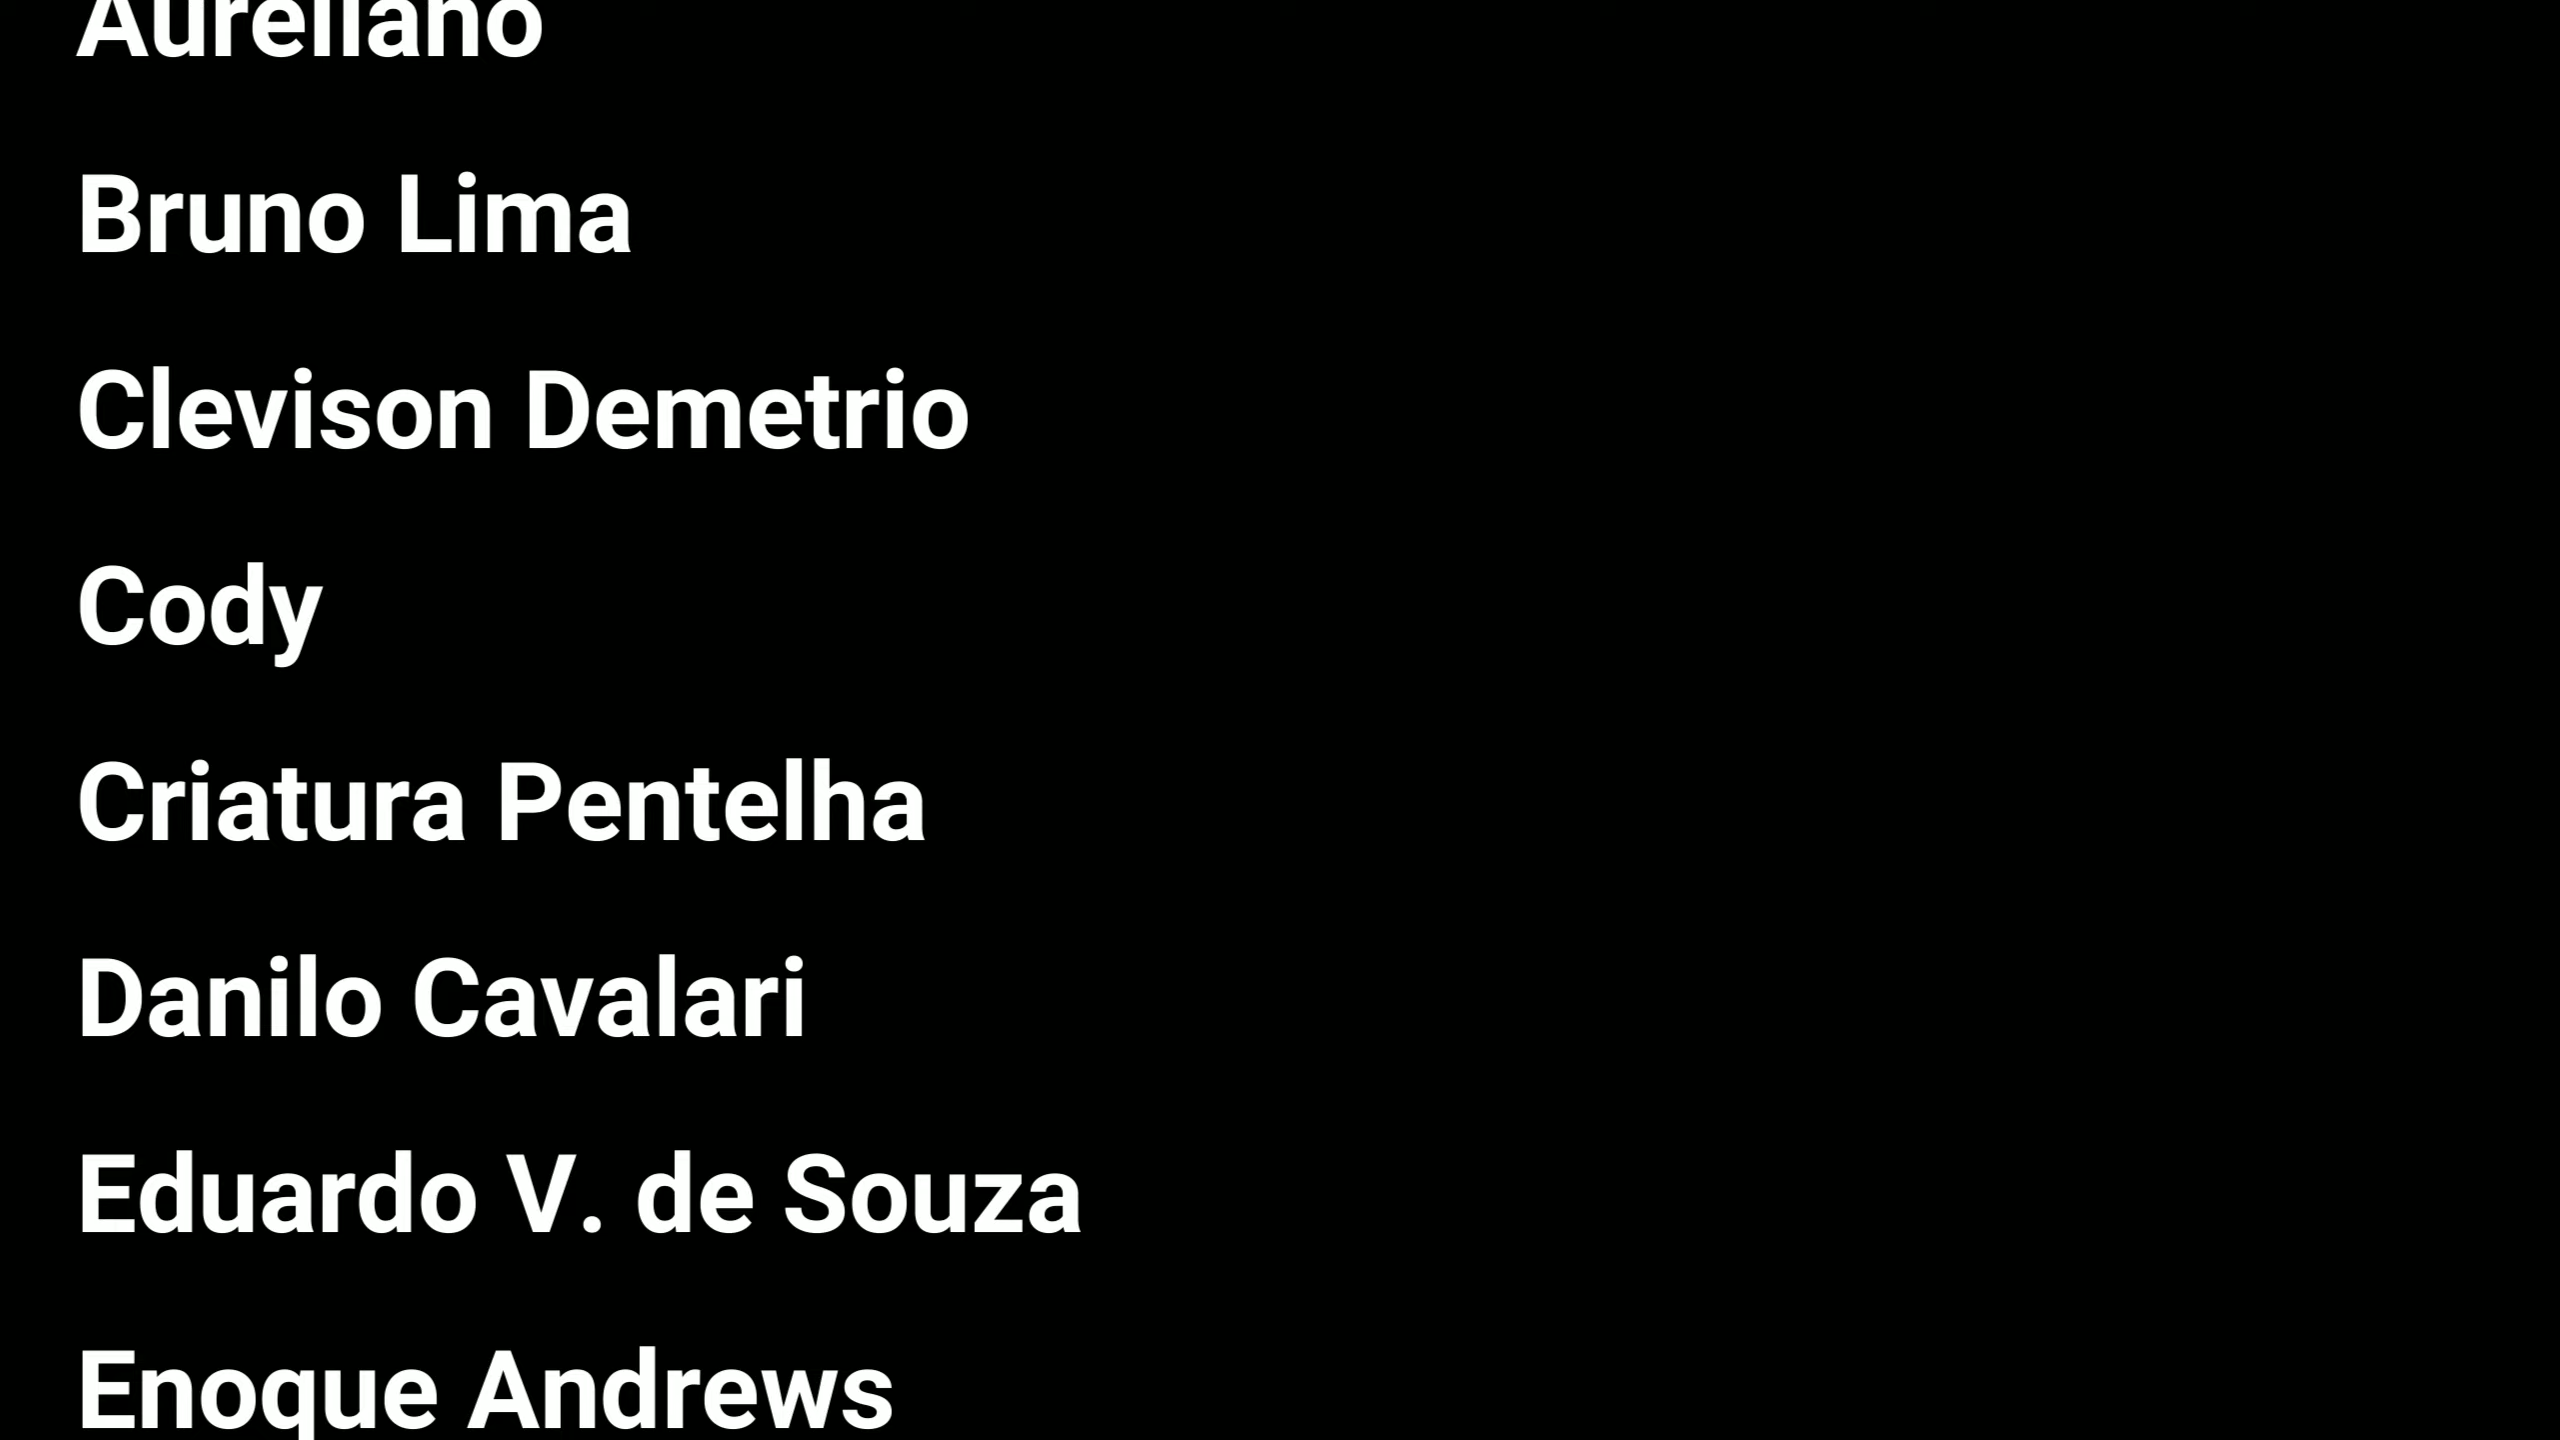 Aureliano
Bruno Lima
Clevison Demetrio
Cody
Criatura Pentelha
Danilo Cavalari
Eduardo V. de Souza
Enoque Andrews